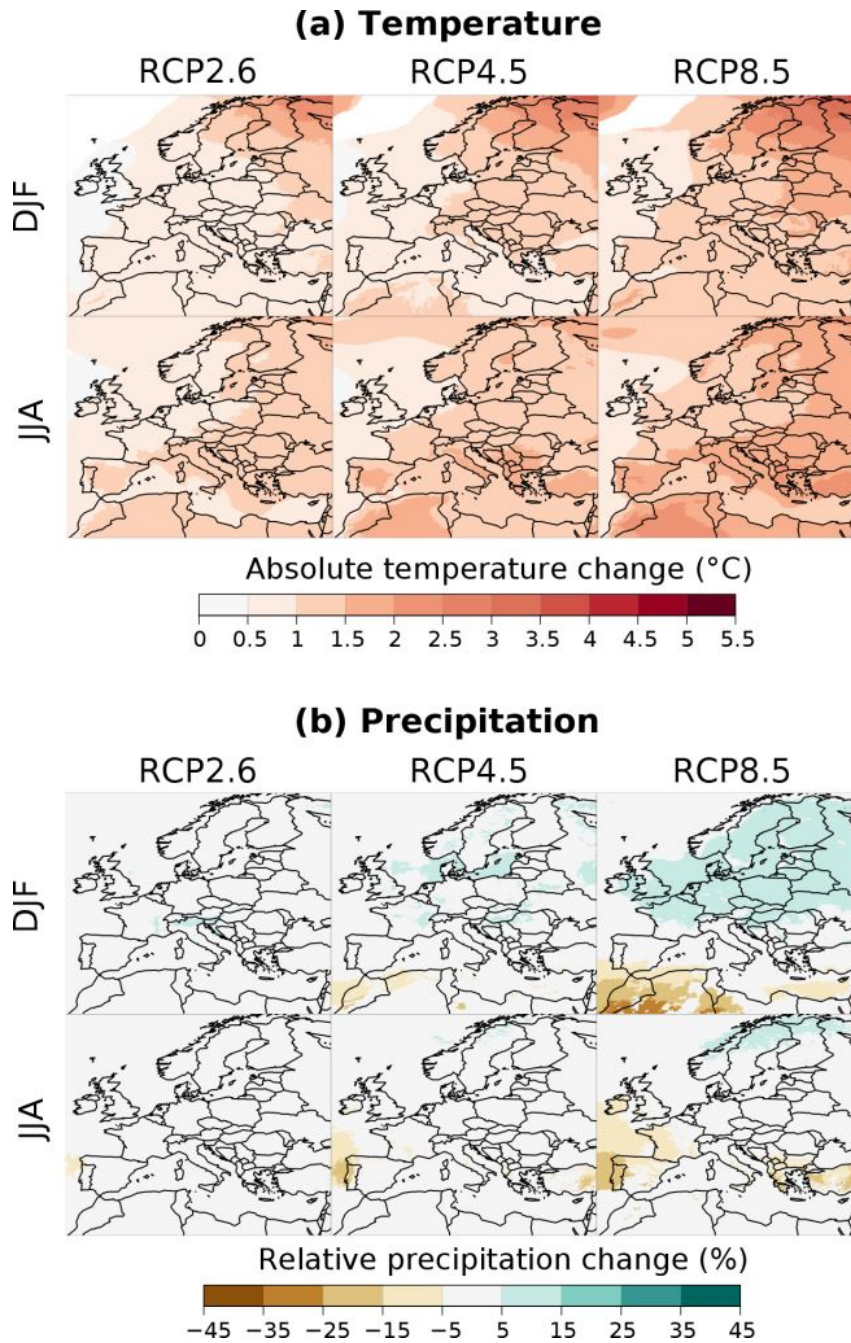 (a) Temperature
RCP2.6 RCP4.5 RCP8.5
DJF
JJA
Absolute temperature change (°C)
0 0.5 1 1.5 2 2.5 3 3.5 4 4.5 5 5.5
(b) Precipitation
RCP2.6 RCP4.5 RCP8.5
DJF
JJA
Relative precipitation change (%)
−45 −35 −25 −15 −5 5 15 25 35 45